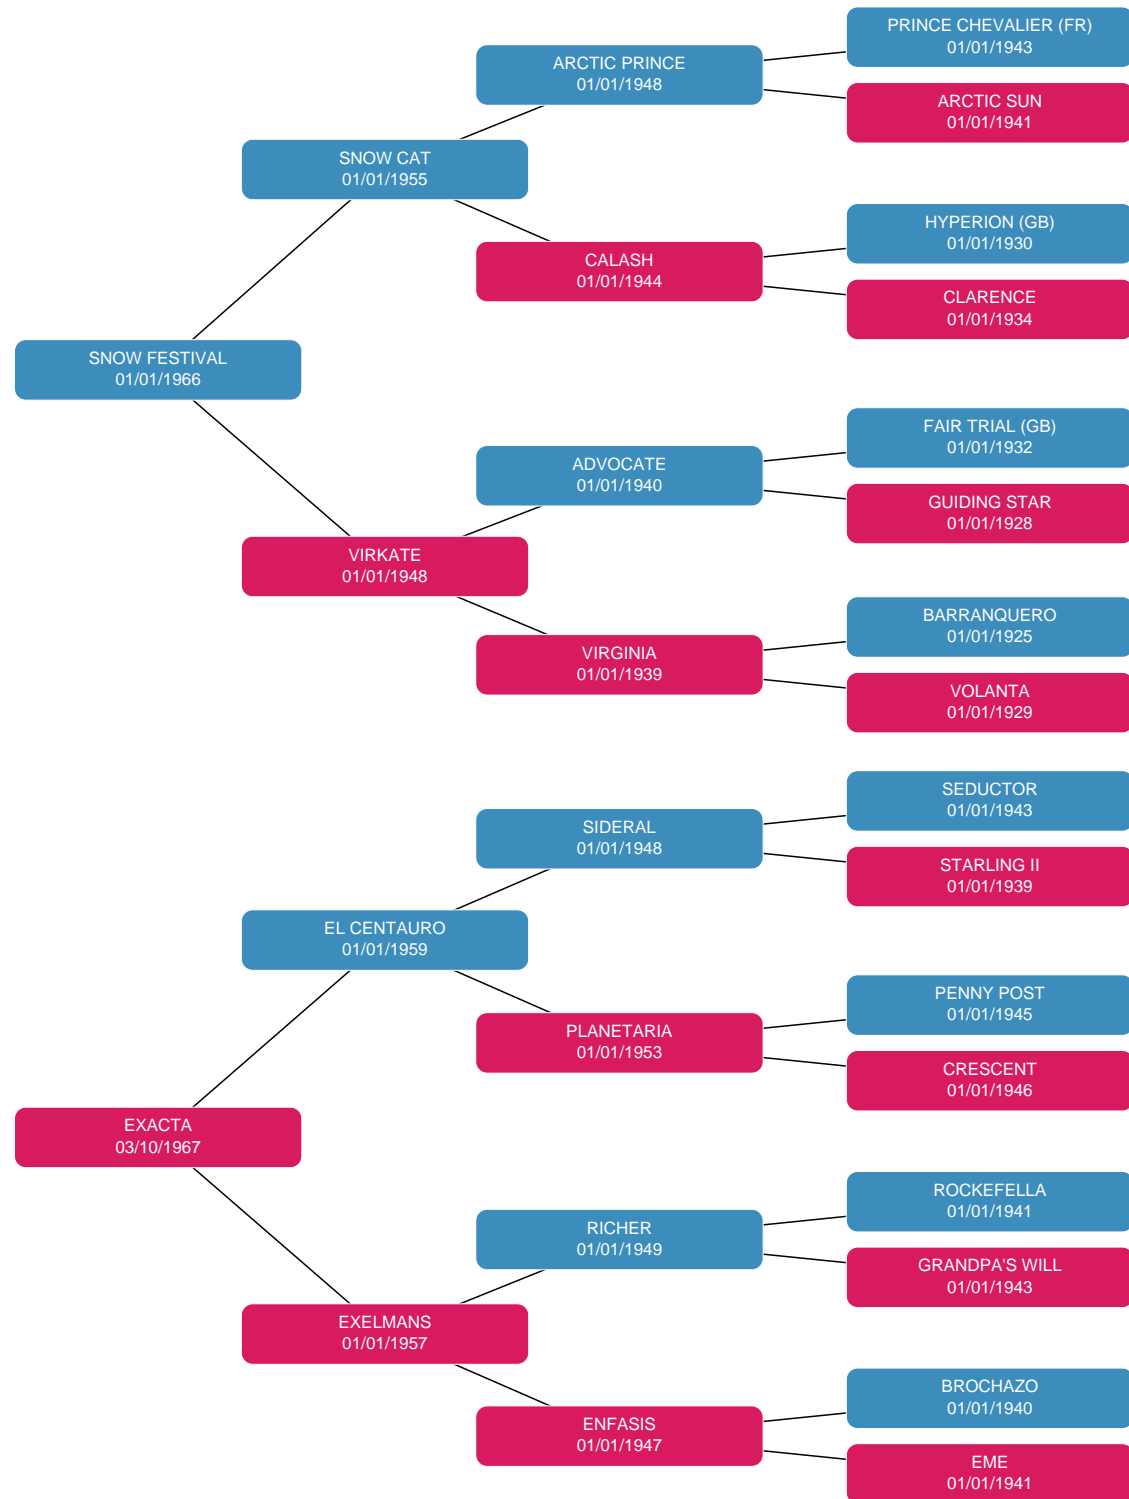 PRINCE CHEVALIER (FR)
01/01/1943
ARCTIC PRINCE
01/01/1948
ARCTIC SUN
01/01/1941
SNOW CAT
01/01/1955
HYPERION (GB)
01/01/1930
CALASH
01/01/1944
CLARENCE
01/01/1934
SNOW FESTIVAL
01/01/1966
FAIR TRIAL (GB)
01/01/1932
ADVOCATE
01/01/1940
GUIDING STAR
01/01/1928
VIRKATE
01/01/1948
BARRANQUERO
01/01/1925
VIRGINIA
01/01/1939
VOLANTA
01/01/1929
SEDUCTOR
01/01/1943
SIDERAL
01/01/1948
STARLING II
01/01/1939
EL CENTAURO
01/01/1959
PENNY POST
01/01/1945
PLANETARIA
01/01/1953
CRESCENT
01/01/1946
EXACTA
03/10/1967
ROCKEFELLA
01/01/1941
RICHER
01/01/1949
GRANDPA'S WILL
01/01/1943
EXELMANS
01/01/1957
BROCHAZO
01/01/1940
ENFASIS
01/01/1947
EME
01/01/1941